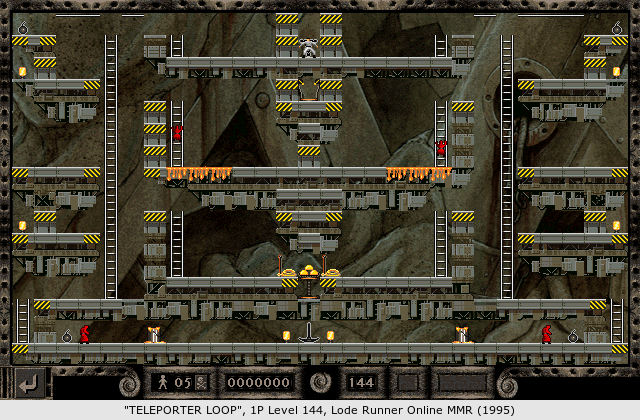 05 0000000 144
"TELEPORTER LOOP", 1P Level 144, Lode Runner Online MMR (1995)